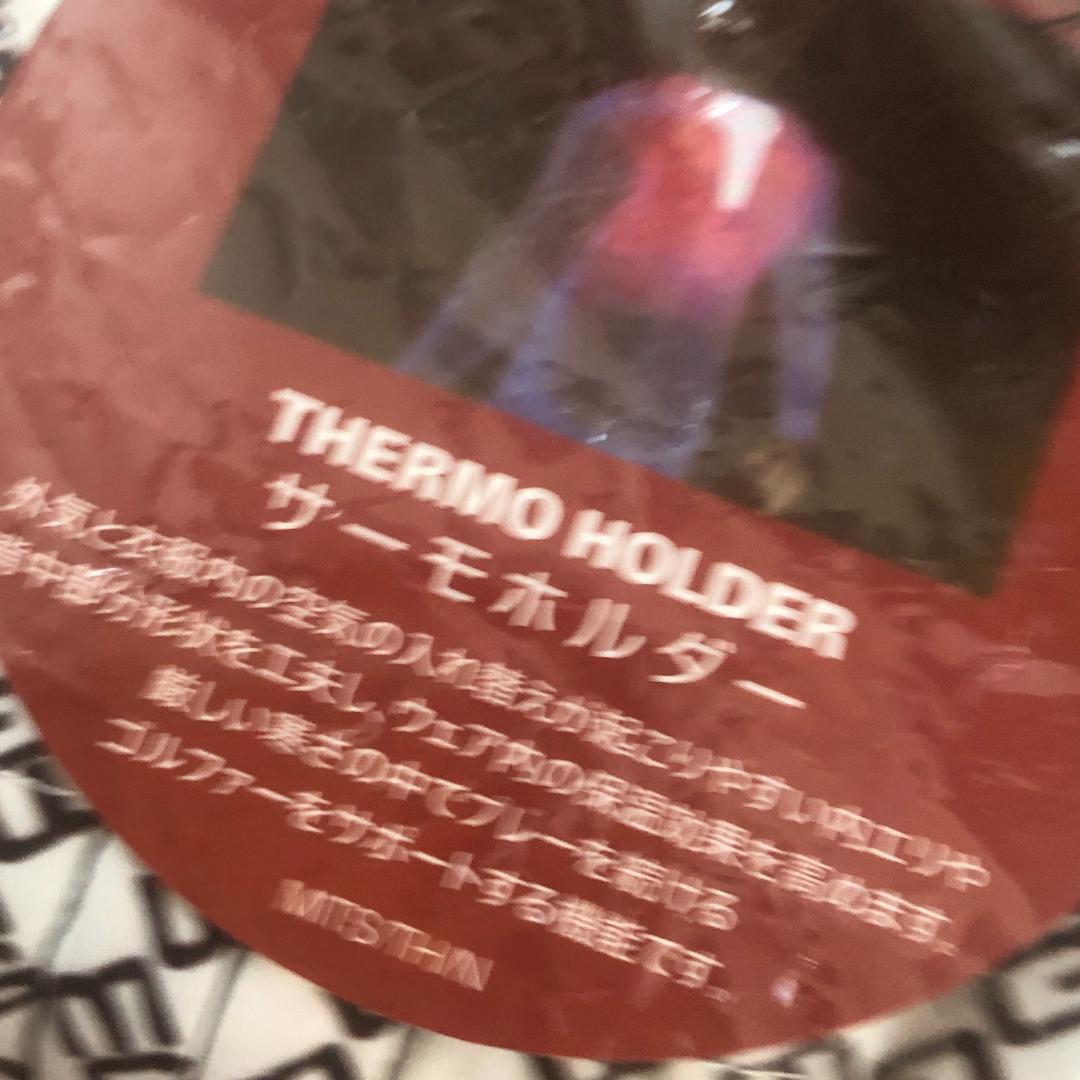 THERMO HOLDER
サーモホルダー
外気と衣服内の空気の入れ替えが起こりやすい内エリや
背中部分形状を工夫し、ウェア内の保温効果を高めます。
厳しい寒さの中でプレーを続ける
ゴルファーをサポートする機能です。